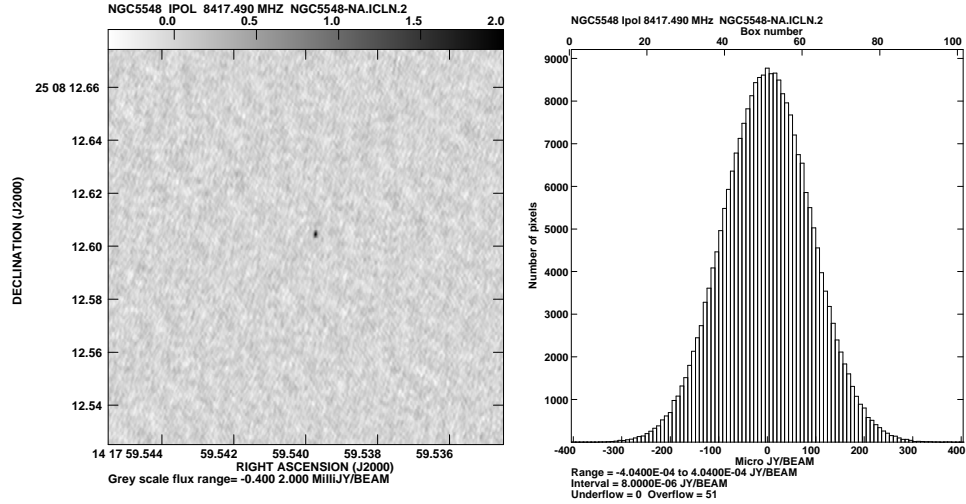 NGC5548 IPOL 8417.490 MHZ NGC5548-NA.ICLN.2
0.0 0.5 1.0 1.5 2.0
25 08 12.66
12.64
12.62
12.60
12.58
12.56
12.54
DECLINATION (J2000)
14 17 59.544 59.542 59.540 59.538 59.536
RIGHT ASCENSION (J2000)
Grey scale flux range= -0.400 2.000 MilliJY/BEAM
NGC5548 Ipol 8417.490 MHz NGC5548-NA.ICLN.2
Box number
0 20 40 60 80 100
9000
8000
7000
6000
5000
4000
3000
2000
1000
Number of pixels
-400 -300 -200 -100 0 100 200 300 400
Micro JY/BEAM
Range = -4.0400E-04 to 4.0400E-04 JY/BEAM
Interval = 8.0000E-06 JY/BEAM
Underflow = 0 Overflow = 51